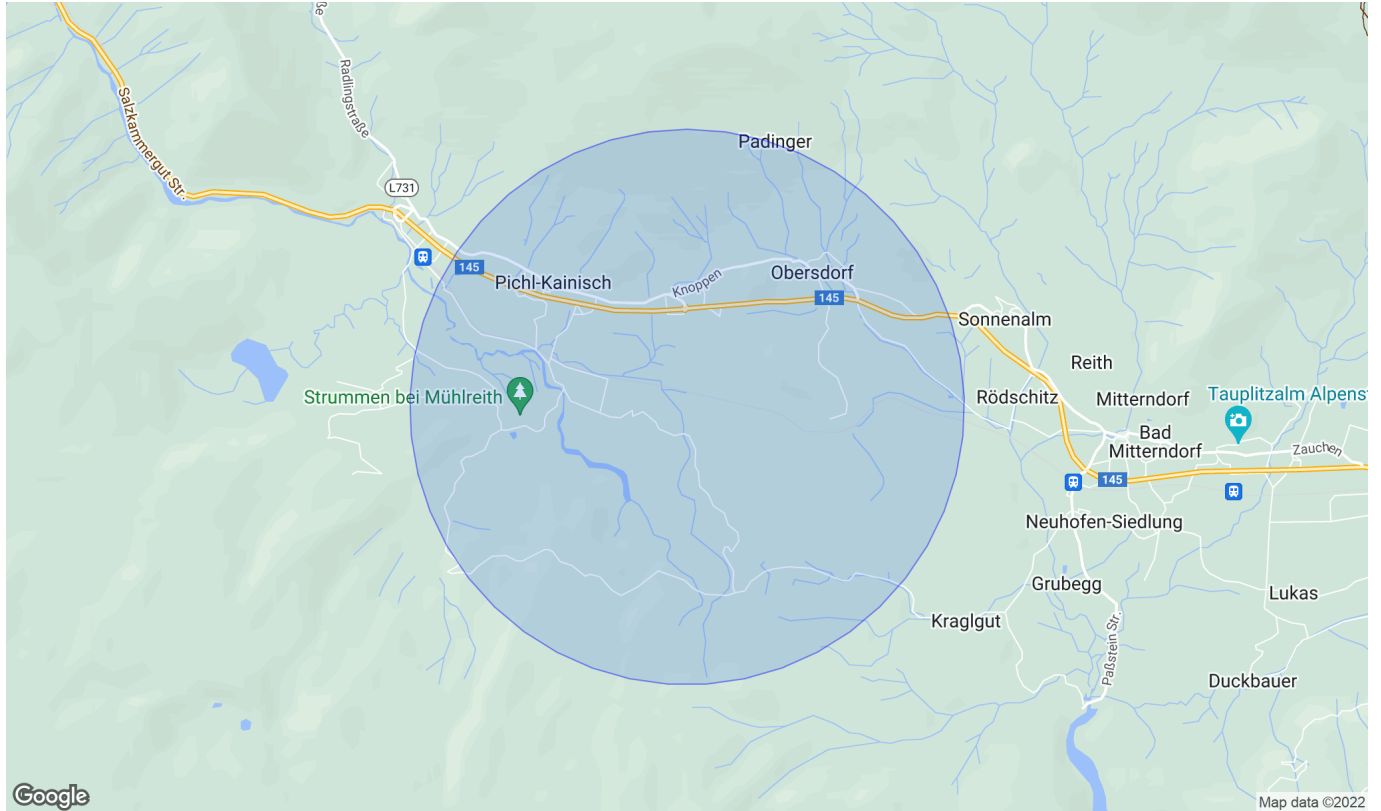 ße
Radlingstraße
Salzkammergut Str.
Padinger
L731
145
Pichl-Kainisch
Knoppen
Obersdorf
145
Sonnenalm
Reith
Strummen bei Mühlreith
Rödschitz
Mitterndorf
Tauplitzalm Alpenst
Bad
Mitterndorf
Zauchen
145
Neuhofen-Siedlung
Grubegg
Lukas
Kraglgut
Paßstein Str.
Duckbauer
Google
Map data ©2022